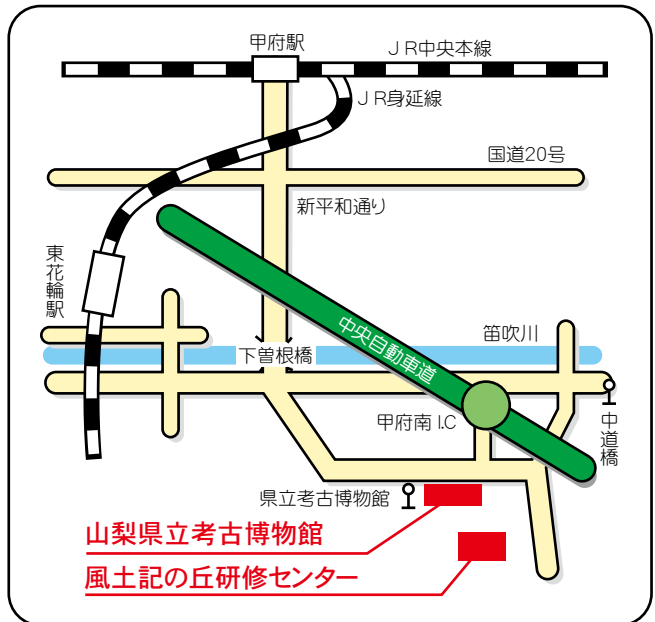 甲府駅
JR中央本線
JR身延線
国道20号
新平和通り
東花輪駅
中央自動車道
笛吹川
下曽根橋
甲府南 I.C
中道橋
県立考古博物館
山梨県立考古博物館
風土記の丘研修センター